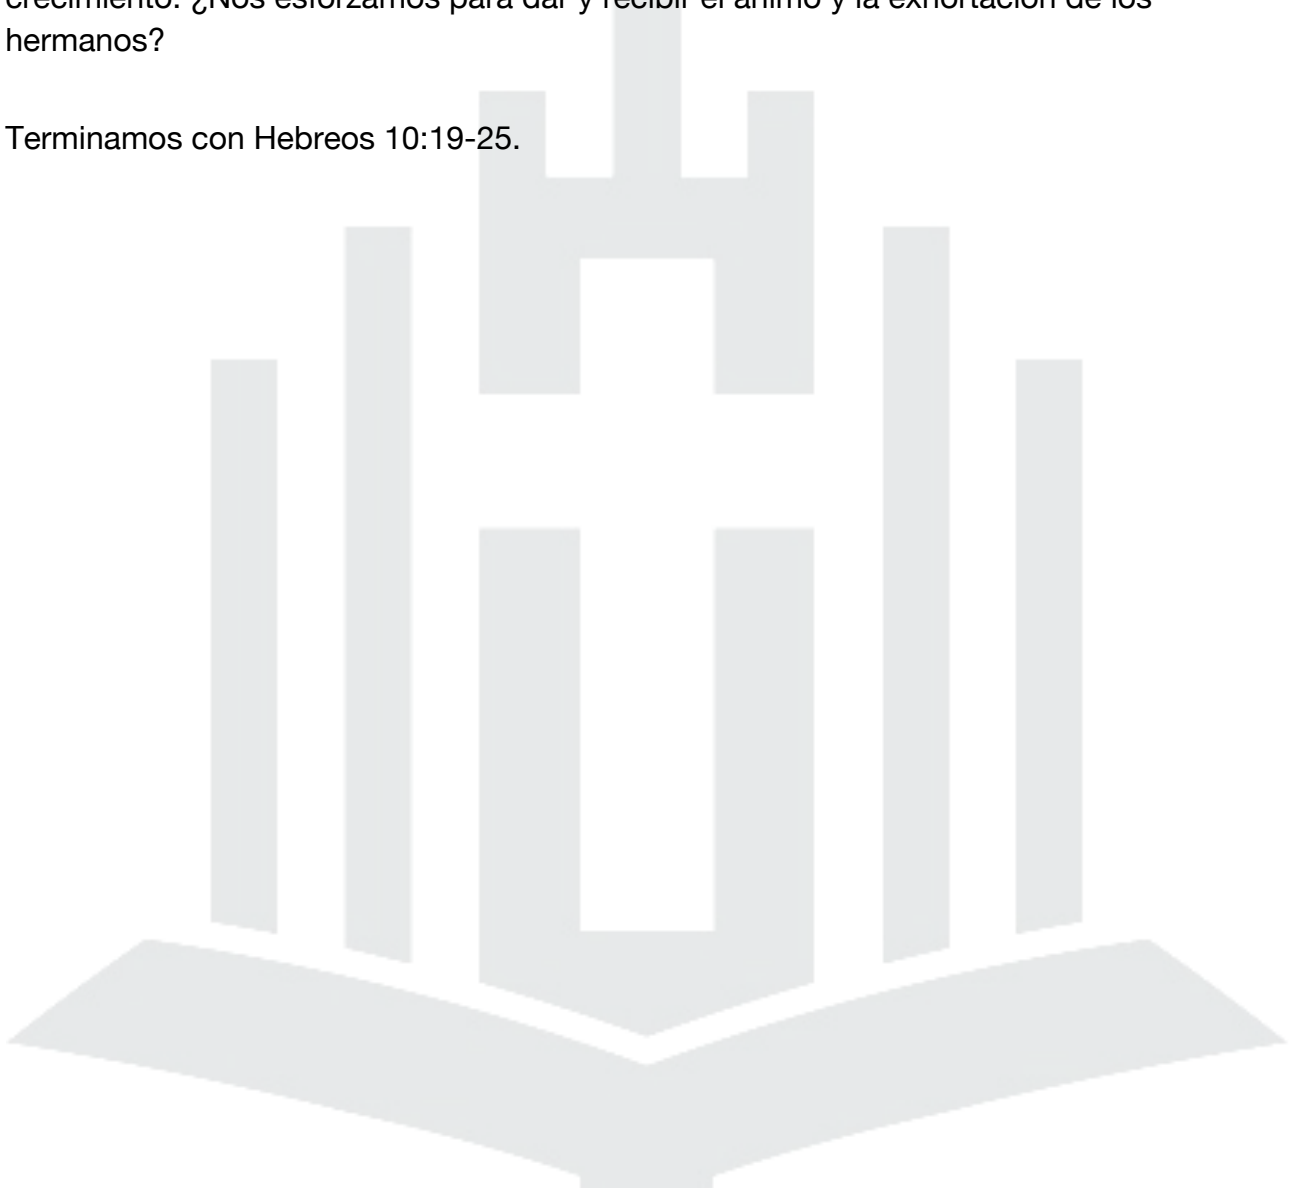 crecimiento. ¿Nos esforzamos para dar y recibir el ánimo y la exhortación de los
hermanos?
Terminamos con Hebreos 10:19-25.